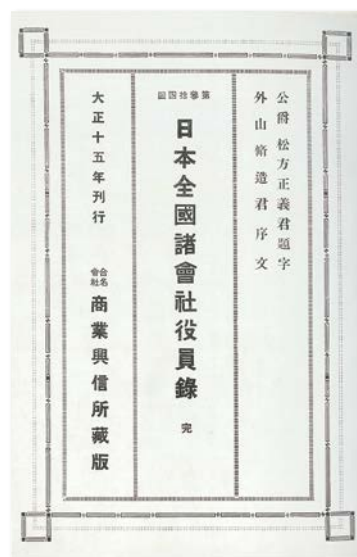 公爵 松方正義君題字
外山脩造君序文
第參拾四回
日本全國諸會社役員錄 完
大正十五年刊行
合名會社 商業興信所藏版